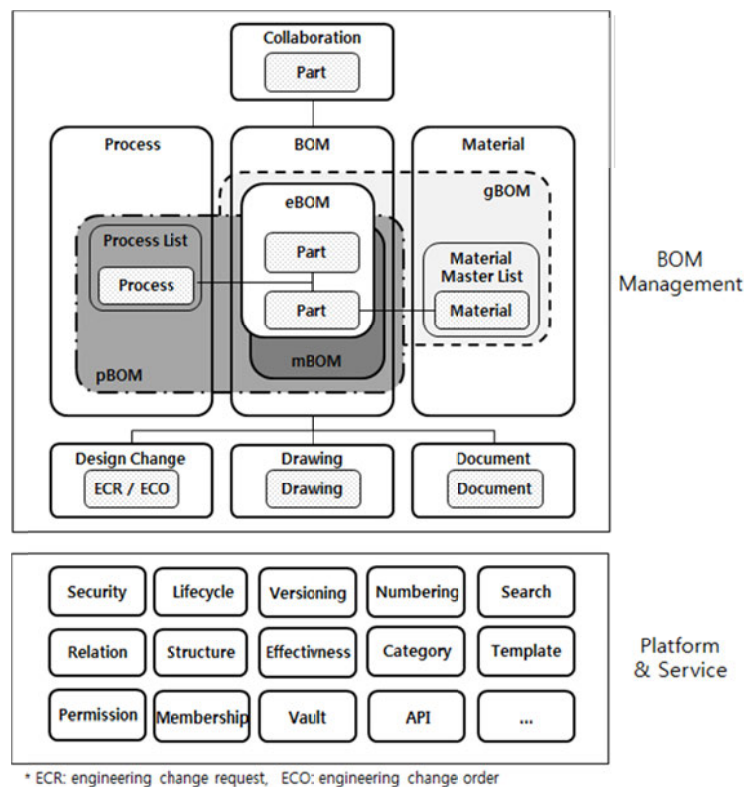 Collaboration
Part
Process
BOM
Material
gBOM
eBOM
Process List
Part
Material
Master List
Process
Part
Material
mBOM
pBOM
BOM
Management
Design Change
Drawing
Document
ECR / ECO
Drawing
Document
Security
Lifecycle
Versioning
Numbering
Search
Relation
Structure
Effectivness
Category
Template
Permission
Membership
Vault
API
...
Platform
& Service
* ECR: engineering change request, ECO: engineering change order